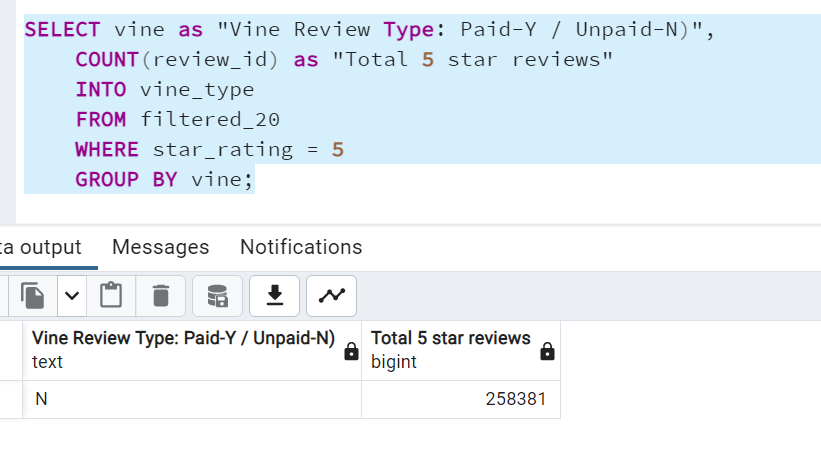 SELECT vine as "Vine Review Type: Paid-Y / Unpaid-N)",
COUNT(review_id) as "Total 5 star reviews"
INTO vine_type
FROM filtered_20
WHERE star_rating = 5
GROUP BY vine;
ta output Messages Notifications
Vine Review Type: Paid-Y / Unpaid-N) Total 5 star reviews
text bigint
N 258381